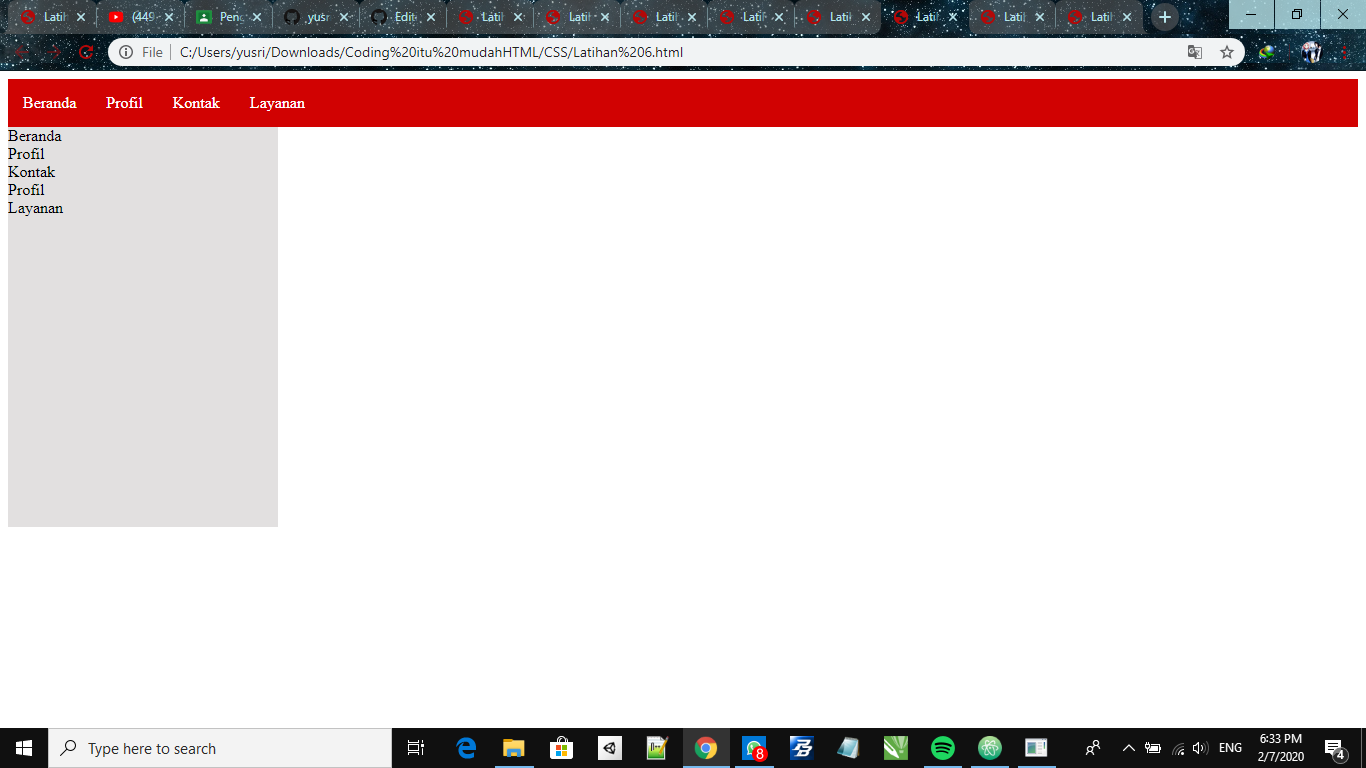 Latil (449 Penc yusr Edit Latil Latil Latil Latil Latil Latil Latil Latil
File C:/Users/yusri/Downloads/Coding%20itu%20mudahHTML/CSS/Latihan%206.html
Beranda Profil Kontak Layanan
Beranda
Profil
Kontak
Profil
Layanan
Type here to search
8
ENG
6:33 PM
2/7/2020
4